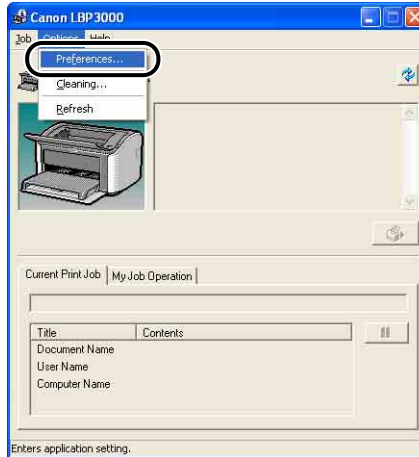 Canon LBP3000
Job Options Help
Preferences...
Cleaning...
Refresh
Current Print Job My Job Operation
Title Contents
Document Name
User Name
Computer Name
Enters application setting.